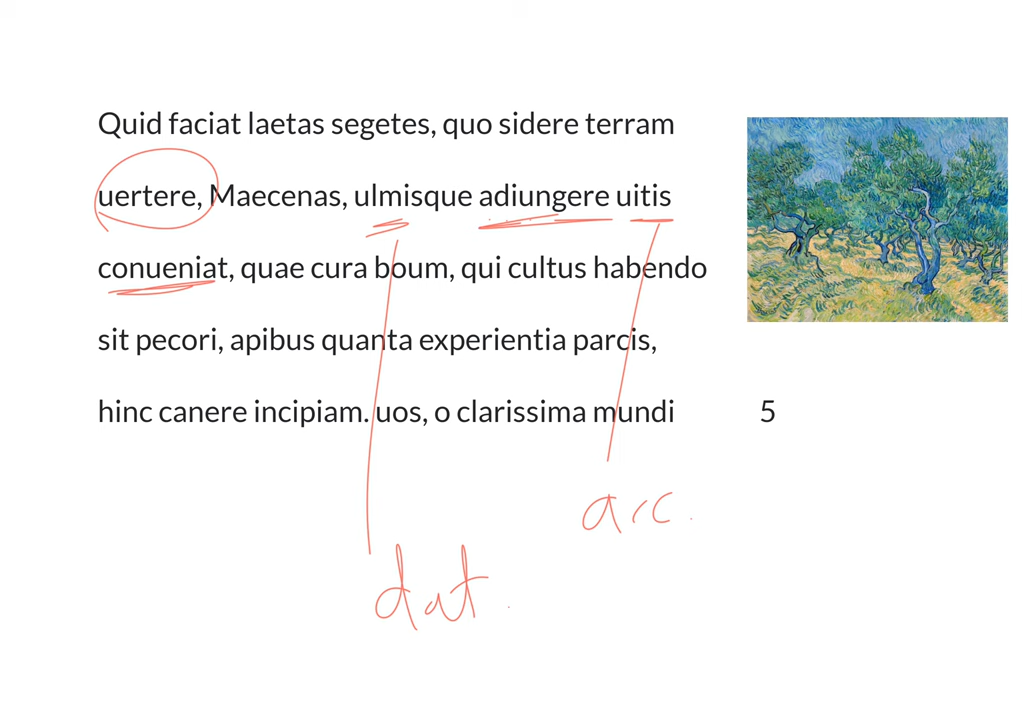 Quid faciat laetas segetes, quo sidere terram
uertere, Maecenas, ulmisque adiungere uitis
conueniat, quae cura boum, qui cultus habendo
sit pecori, apibus quanta experientia parcis,
hinc canere incipiam. uos, o clarissima mundi 5
acc.
dat.